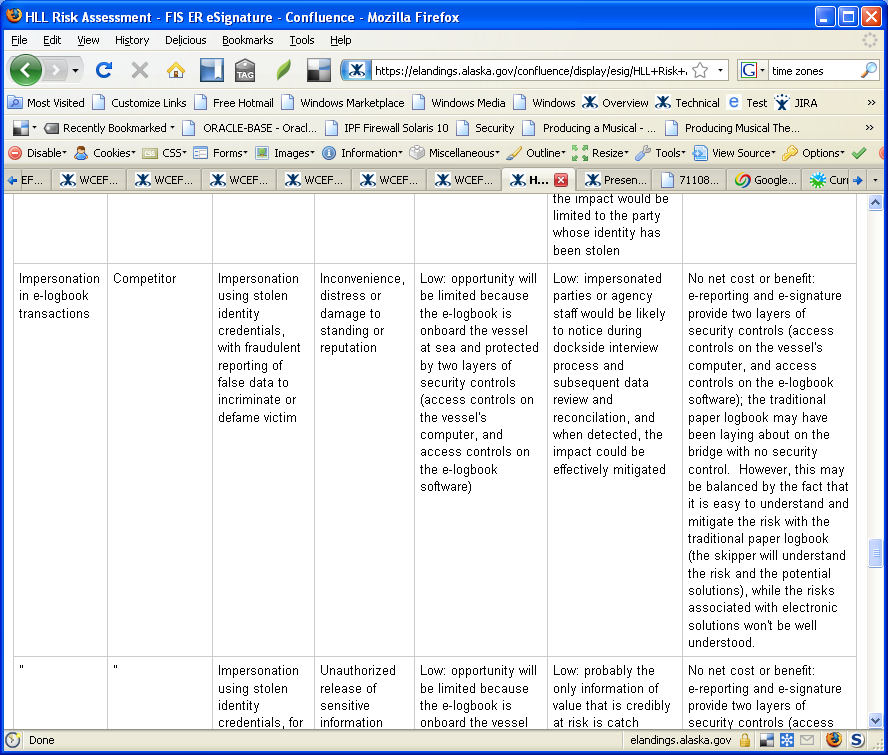 HLL Risk Assessment - FIS ER eSignature - Confluence - Mozilla Firefox
File Edit View History Delicious Bookmarks Tools Help
TAG https://elandings.alaska.gov/confluence/display/esig/HLL+Risk+ G time zones
Most Visited Customize Links Free Hotmail Windows Marketplace Windows Media Windows Overview Technical Test JIRA »
Recently Bookmarked ORACLE-BASE - Oracl... IPF Firewall Solaris 10 Security Producing a Musical - ... Producing Musical The... »
Disable Cookies CSS Forms Images Information Miscellaneous Outline Resize Tools View Source Options
EF... WCEF... WCEF... WCEF... WCEF... WCEF... WCEF... H... Presen... 71108... Google... Curr
the impact would be
limited to the party
whose identity has
been stolen
Impersonation
in e-logbook
transactions
Competitor
Impersonation
using stolen
identity
credentials,
with fraudulent
reporting of
false data to
incriminate or
defame victim
Inconvenience,
distress or
damage to
standing or
reputation
Low: opportunity will
be limited because
the e-logbook is
onboard the vessel
at sea and protected
by two layers of
security controls
(access controls on
the vessel's
computer, and
access controls on
the e-logbook
software)
Low: impersonated
parties or agency
staff would be likely
to notice during
dockside interview
process and
subsequent data
review and
reconcilation, and
when detected, the
impact could be
effectively mitigated
No net cost or benefit:
e-reporting and e-signature
provide two layers of
security controls (access
controls on the vessel's
computer, and access
controls on the e-logbook
software); the traditional
paper logbook may have
been laying about on the
bridge with no security
control. However, this may
be balanced by the fact that
it is easy to understand and
mitigate the risk with the
traditional paper logbook
(the skipper will understand
the risk and the potential
solutions), while the risks
associated with electronic
solutions won't be well
understood.
"
"
Impersonation
using stolen
identity
credentials, for
Unauthorized
release of
sensitive
information
Low: opportunity will
be limited because
the e-logbook is
onboard the vessel
Low: probably the
only information of
value that is credibly
at risk is catch
No net cost or benefit:
e-reporting and e-signature
provide two layers of
security controls (access
Done elandings.alaska.gov S